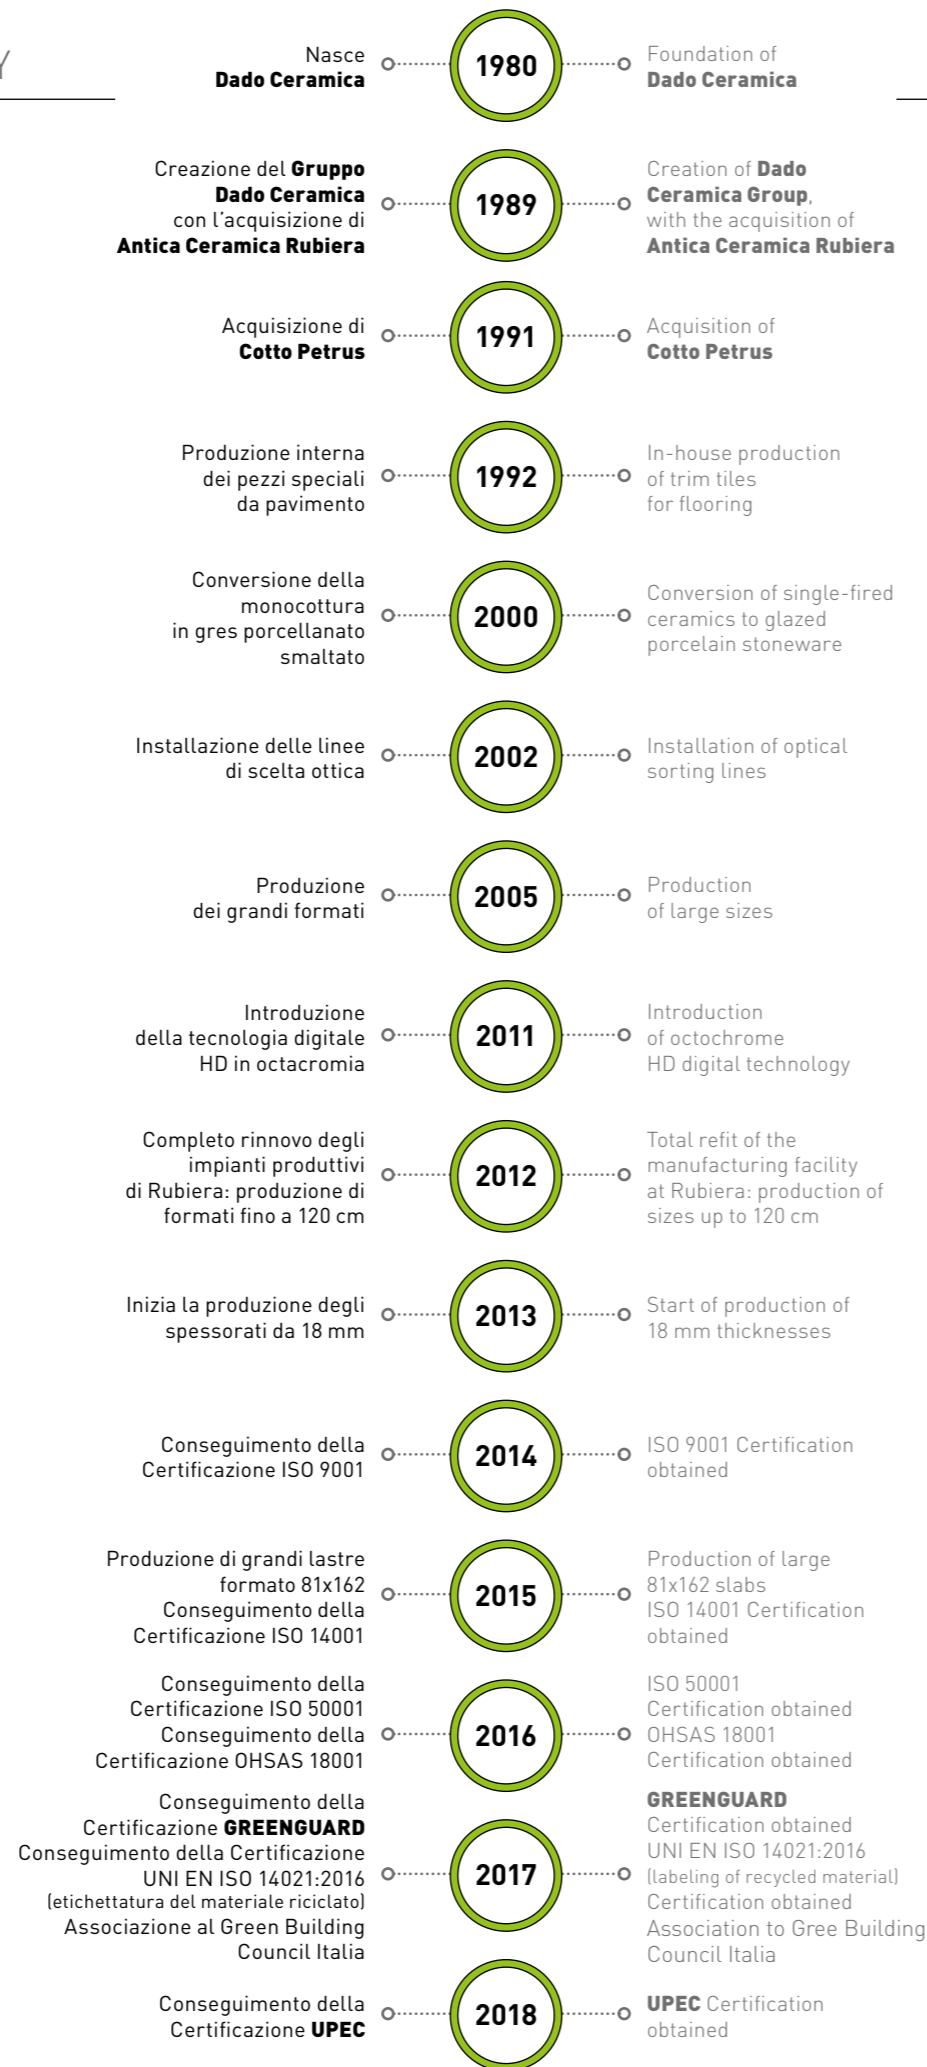 Y
Nasce
Dado Ceramica
1980
Foundation of
Dado Ceramica
Creazione del Gruppo
Dado Ceramica
con l'acquisizione di
Antica Ceramica Rubiera
1989
Creation of Dado
Ceramica Group,
with the acquisition of
Antica Ceramica Rubiera
Acquisizione di
Cotto Petrus
1991
Acquisition of
Cotto Petrus
Produzione interna
dei pezzi speciali
da pavimento
1992
In-house production
of trim tiles
for flooring
Conversione della
monocottura
in gres porcellanato
smaltato
2000
Conversion of single-fired
ceramics to glazed
porcelain stoneware
Installazione delle linee
di scelta ottica
2002
Installation of optical
sorting lines
Produzione
dei grandi formati
2005
Production
of large sizes
Introduzione
della tecnologia digitale
HD in octacromia
2011
Introduction
of octochrome
HD digital technology
Completo rinnovo degli
impianti produttivi
di Rubiera: produzione di
formati fino a 120 cm
2012
Total refit of the
manufacturing facility
at Rubiera: production of
sizes up to 120 cm
Inizia la produzione degli
spessorati da 18 mm
2013
Start of production of
18 mm thicknesses
Conseguimento della
Certificazione ISO 9001
2014
ISO 9001 Certification
obtained
Produzione di grandi lastre
formato 81x162
Conseguimento della
Certificazione ISO 14001
2015
Production of large
81x162 slabs
ISO 14001 Certification
obtained
Conseguimento della
Certificazione ISO 50001
Conseguimento della
Certificazione OHSAS 18001
2016
ISO 50001
Certification obtained
OHSAS 18001
Certification obtained
Conseguimento della
Certificazione GREENGUARD
Conseguimento della Certificazione
UNI EN ISO 14021:2016
(etichettatura del materiale riciclato)
Associazione al Green Building
Council Italia
2017
GREENGUARD
Certification obtained
UNI EN ISO 14021:2016
(labeling of recycled material)
Certification obtained
Association to Gree Building
Council Italia
Conseguimento della
Certificazione UPEC
2018
UPEC Certification
obtained